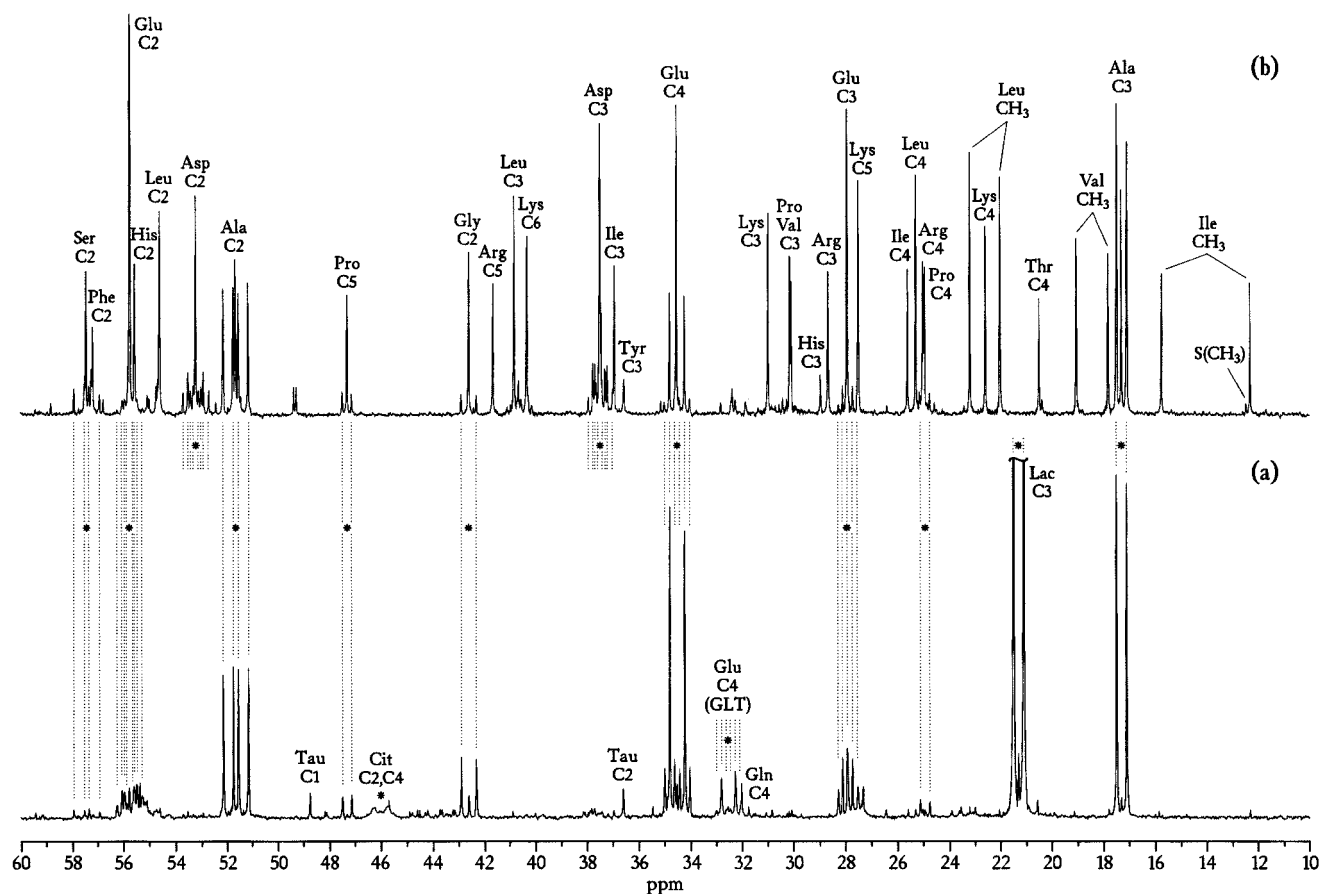 Glu
C2
(b)
Ser
C2
Phe
C2
His
C2
Leu
C2
Asp
C2
Ala
C2
Pro
C5
Gly
C2
Arg
C5
Leu
C3
Lys
C6
Asp
C3
Ile
C3
Tyr
C3
Glu
C4
Lys
C3
Pro
Val
C3
His
C3
Arg
C3
Glu
C3
Lys
C5
Ile
C4
Leu
C4
Arg
C4
Pro
C4
Leu
CH₃
Lys
C4
Thr
C4
Val
CH₃
Ala
C3
Ile
CH₃
S(CH₃)
(a)
Tau
C1
Cit
C2,C4
Tau
C2
Glu
C4
(GLT)
Gln
C4
Lac
C3
60 58 56 54 52 50 48 46 44 42 40 38 36 34 32 30 28 26 24 22 20 18 16 14 12 10
ppm